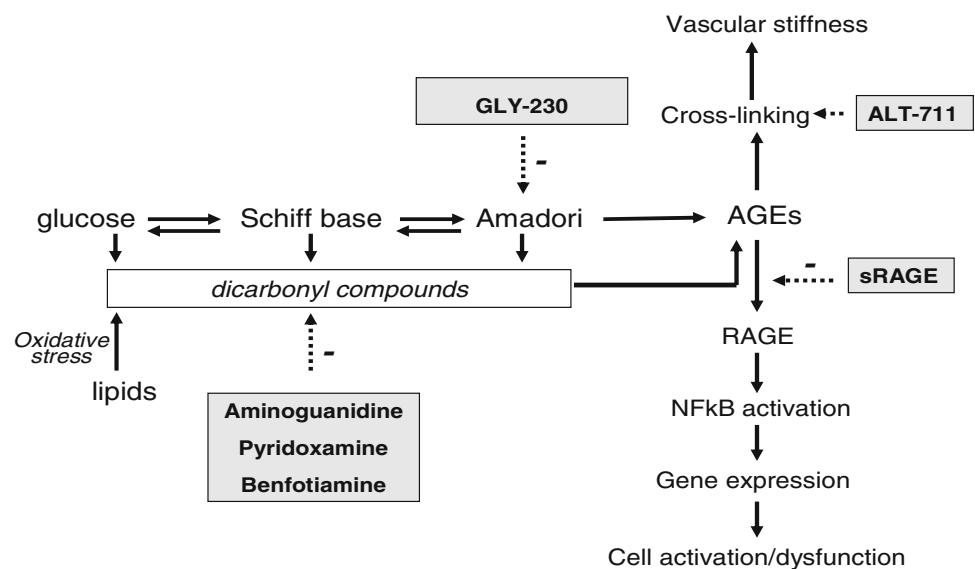 Vascular stiffness
GLY-230
Cross-linking
ALT-711
-
glucose
Schiff base
Amadori
AGEs
-
sRAGE
dicarbonyl compounds
Oxidative
stress
-
RAGE
lipids
Aminoguanidine
Pyridoxamine
Benfotiamine
NFkB activation
Gene expression
Cell activation/dysfunction